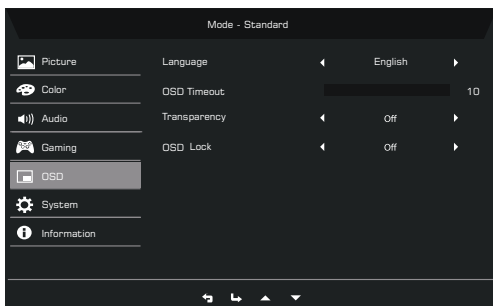 Mode - Standard
Picture
Color
Audio
Gaming
OSD
System
Information
Language English
OSD Timeout 10
Transparency Off
OSD Lock Off